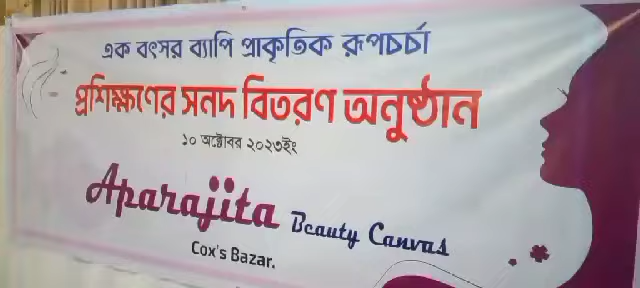 এক বৎসর ব্যাপি প্রাকৃতিক রূপচর্চা
প্রশিক্ষণের সনদ বিতরণ অনুষ্ঠান
১০ অক্টোবর ২০২৩ইং
Aparajita Beauty Canvas
Cox's Bazar.